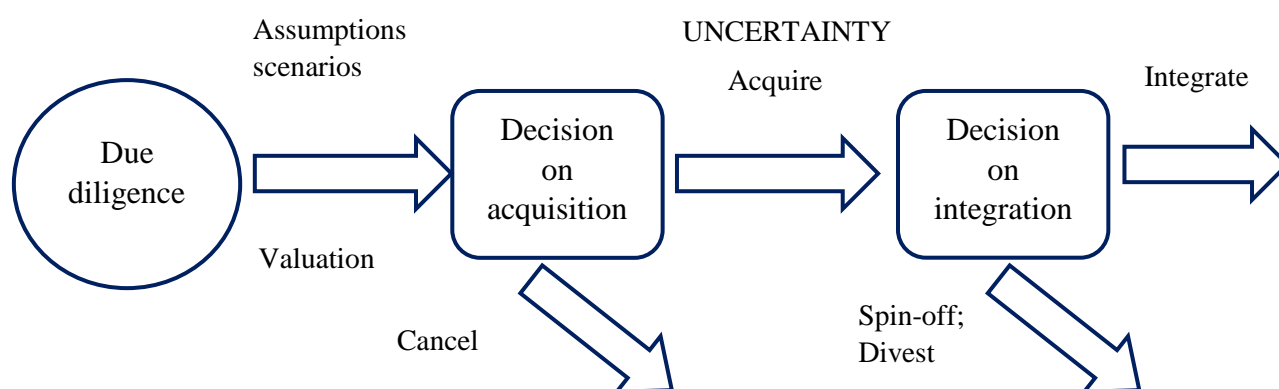 Assumptions
scenarios
UNCERTAINTY
Acquire
Integrate
Due
diligence
Decision
on
acquisition
Decision
on
integration
Valuation
Cancel
Spin-off;
Divest